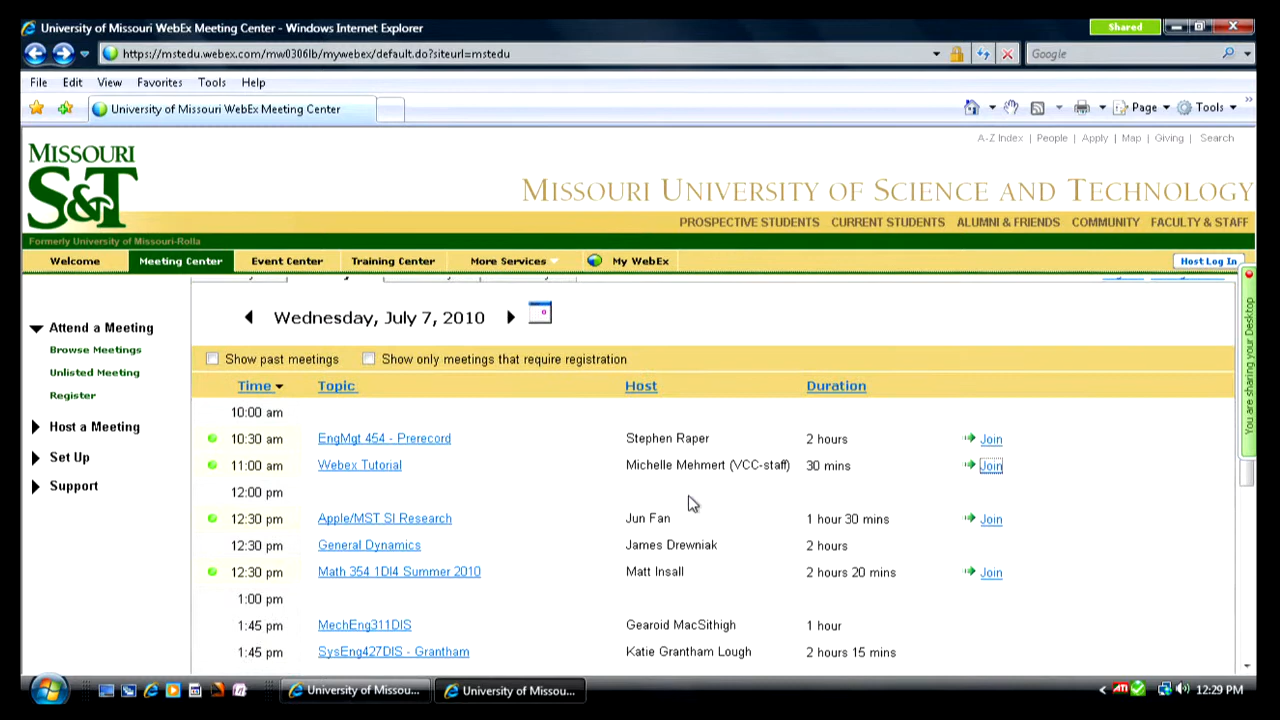 University of Missouri WebEx Meeting Center - Windows Internet Explorer
Shared
https://mstedu.webex.com/mw0306lb/mywebex/default.do?siteurl=mstedu
Google
File Edit View Favorites Tools Help
University of Missouri WebEx Meeting Center
Page Tools
A-Z Index | People | Apply | Map | Giving | Search
MISSOURI
S&T
MISSOURI UNIVERSITY OF SCIENCE AND TECHNOLOGY
PROSPECTIVE STUDENTS CURRENT STUDENTS ALUMNI & FRIENDS COMMUNITY FACULTY & STAFF
Formerly University of Missouri-Rolla
Welcome Meeting Center Event Center Training Center More Services My WebEx Host Log In
You are sharing your Desktop
Attend a Meeting
Browse Meetings
Unlisted Meeting
Register
Host a Meeting
Set Up
Support
Wednesday, July 7, 2010
Show past meetings Show only meetings that require registration
Time Topic Host Duration
10:00 am
10:30 am EngMgt 454 - Prerecord Stephen Raper 2 hours Join
11:00 am Webex Tutorial Michelle Mehmert (VCC-staff) 30 mins Join
12:00 pm
12:30 pm Apple/MST SI Research Jun Fan 1 hour 30 mins Join
12:30 pm General Dynamics James Drewniak 2 hours
12:30 pm Math 354 1DI4 Summer 2010 Matt Insall 2 hours 20 mins Join
1:00 pm
1:45 pm MechEng311DIS Gearoid MacSithigh 1 hour
1:45 pm SysEng427DIS - Grantham Katie Grantham Lough 2 hours 15 mins
University of Missou... University of Missou... ATI 12:29 PM